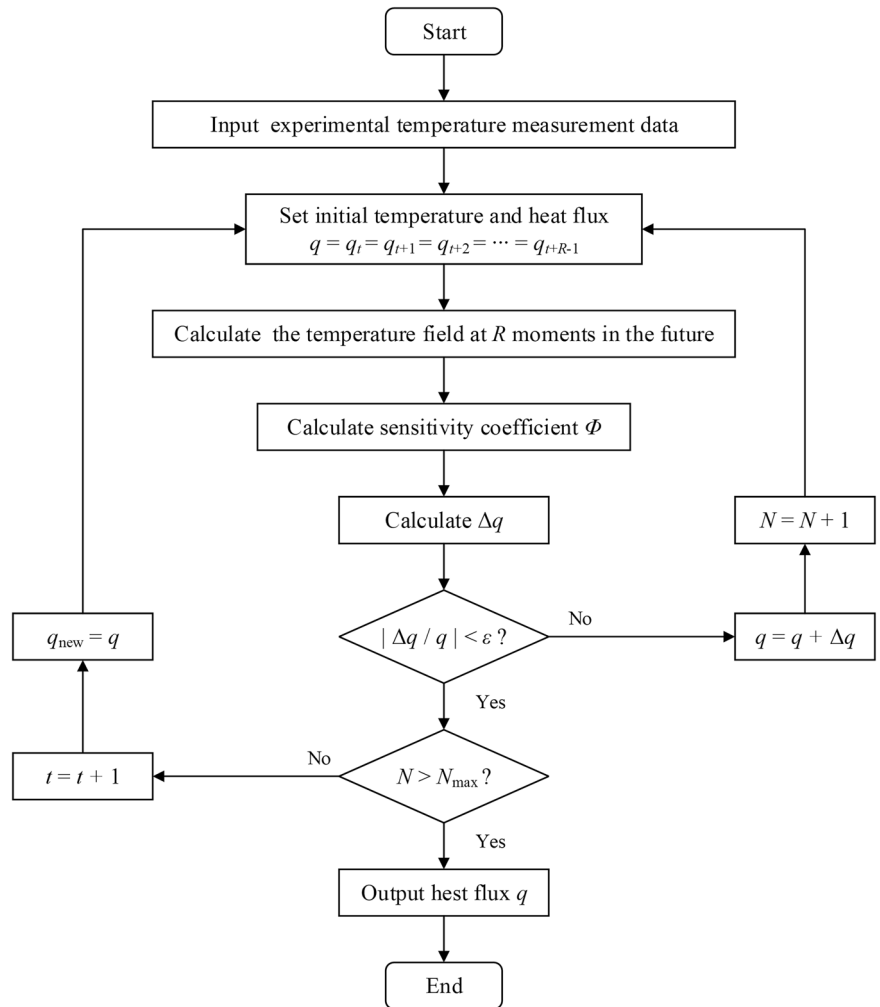 Start
Input experimental temperature measurement data
Set initial temperature and heat flux
q = qₜ = qₜ₊₁ = qₜ₊₂ = ··· = qₜ₊R₋₁
Calculate the temperature field at R moments in the future
Calculate sensitivity coefficient Φ
Calculate Δq
N = N + 1
| Δq / q | < ε ?
No
q = q + Δq
q_new = q
Yes
No
N > N_max ?
t = t + 1
Yes
Output hest flux q
End